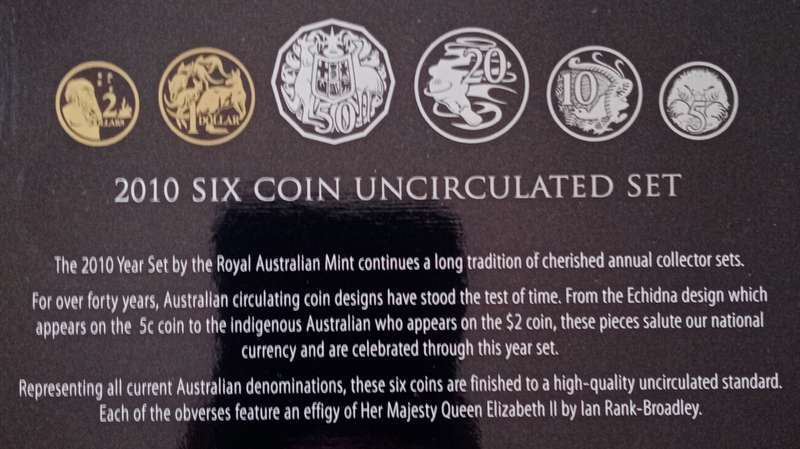 2 DOLLARS
1 DOLLAR
50
20
10
5
2010 SIX COIN UNCIRCULATED SET
The 2010 Year Set by the Royal Australian Mint continues a long tradition of cherished annual collector sets.
For over forty years, Australian circulating coin designs have stood the test of time. From the Echidna design which
appears on the 5c coin to the indigenous Australian who appears on the $2 coin, these pieces salute our national
currency and are celebrated through this year set.
Representing all current Australian denominations, these six coins are finished to a high-quality uncirculated standard.
Each of the obverses feature an effigy of Her Majesty Queen Elizabeth II by Ian Rank-Broadley.